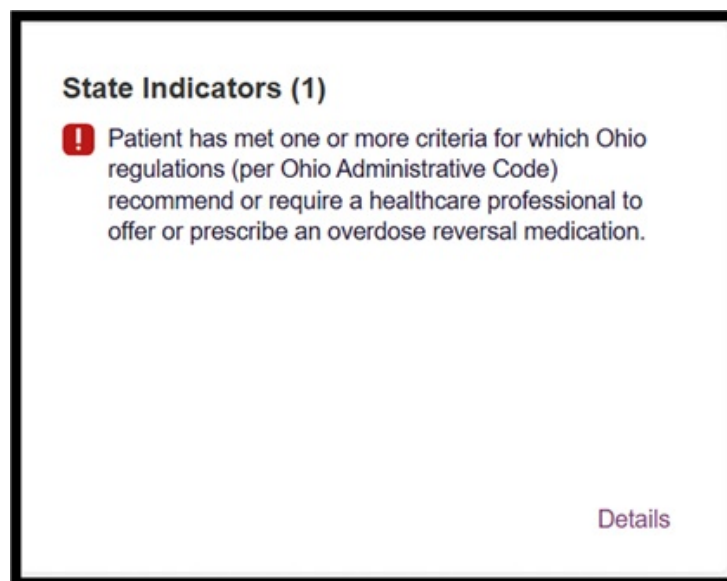 State Indicators (1)
! Patient has met one or more criteria for which Ohio
regulations (per Ohio Administrative Code)
recommend or require a healthcare professional to
offer or prescribe an overdose reversal medication.
Details